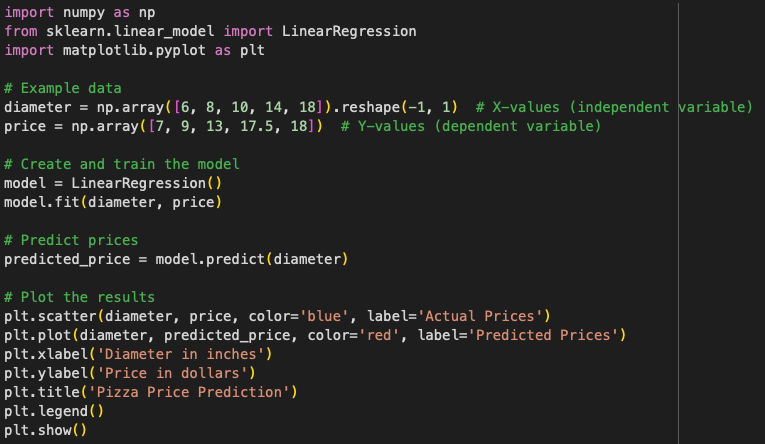 import numpy as np
from sklearn.linear_model import LinearRegression
import matplotlib.pyplot as plt

# Example data
diameter = np.array([6, 8, 10, 14, 18]).reshape(-1, 1)  # X-values (independent variable)
price = np.array([7, 9, 13, 17.5, 18])  # Y-values (dependent variable)

# Create and train the model
model = LinearRegression()
model.fit(diameter, price)

# Predict prices
predicted_price = model.predict(diameter)

# Plot the results
plt.scatter(diameter, price, color='blue', label='Actual Prices')
plt.plot(diameter, predicted_price, color='red', label='Predicted Prices')
plt.xlabel('Diameter in inches')
plt.ylabel('Price in dollars')
plt.title('Pizza Price Prediction')
plt.legend()
plt.show()